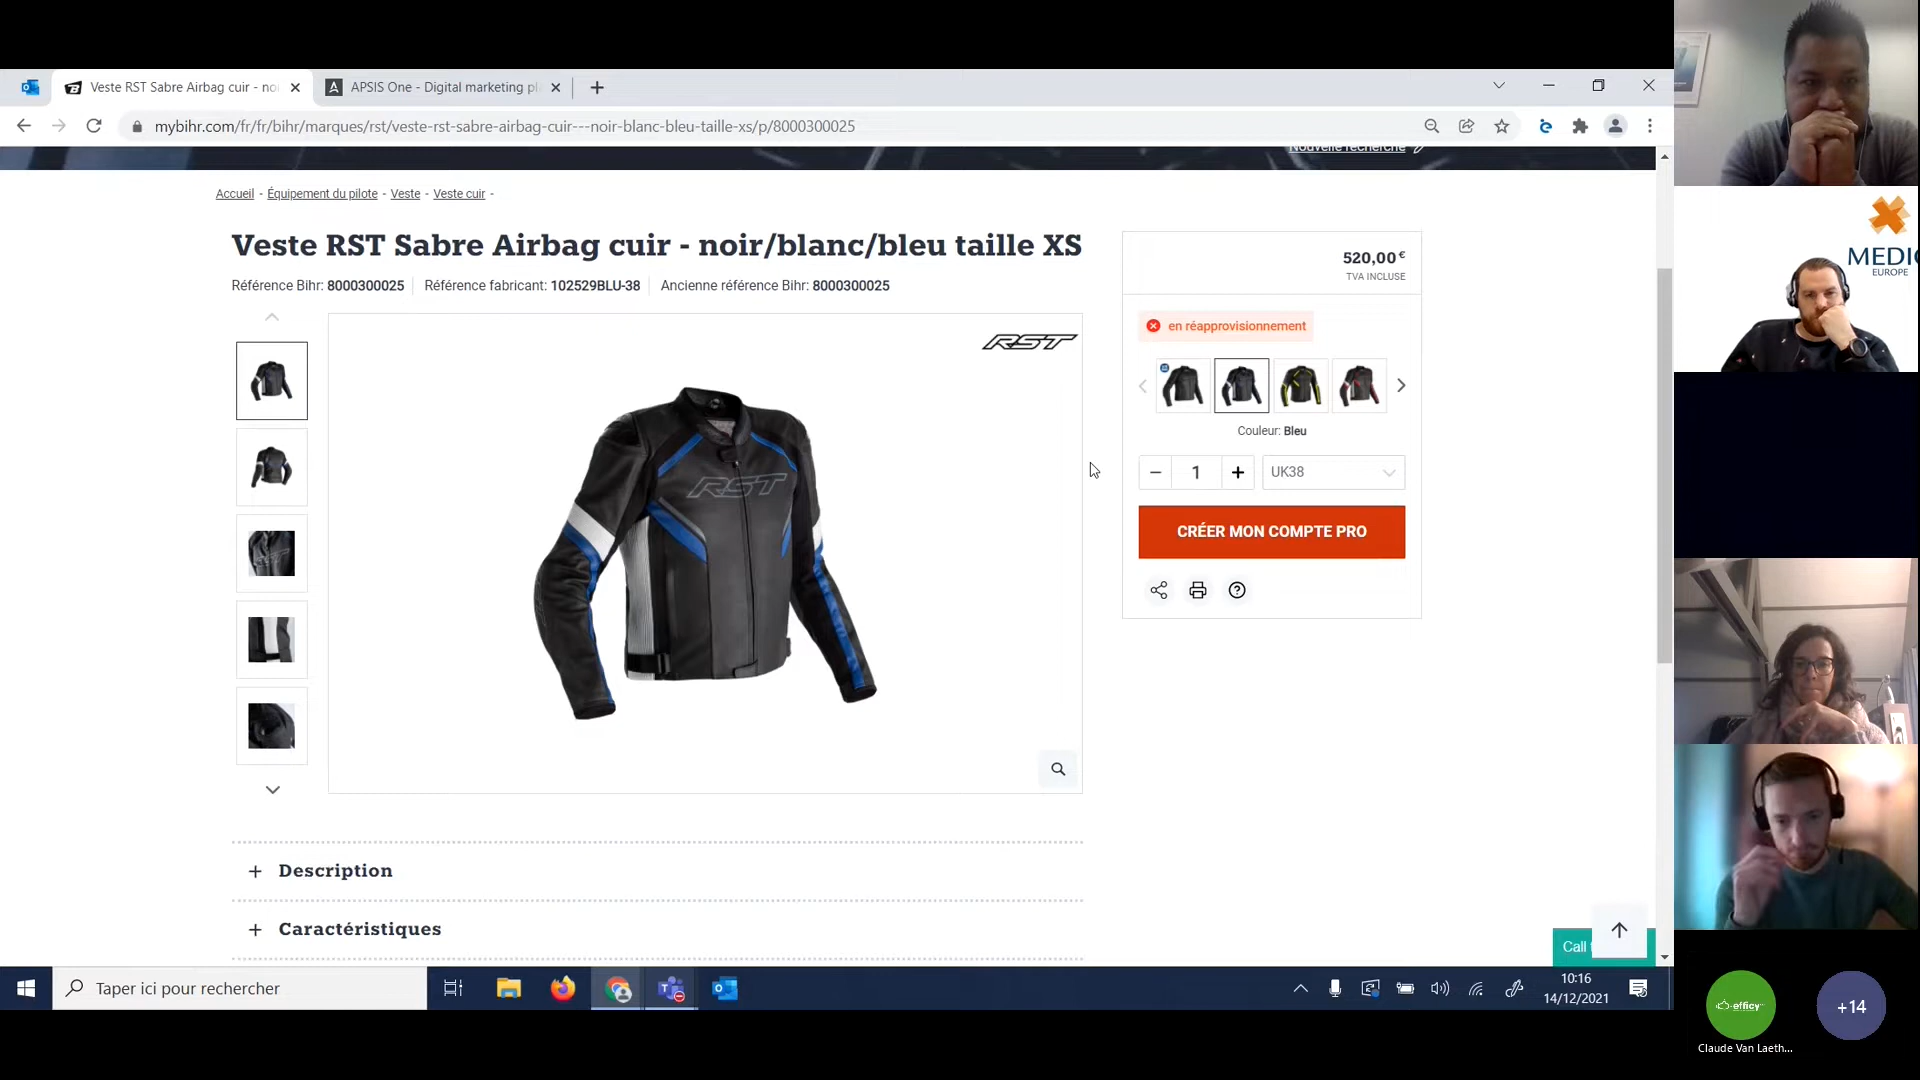 Veste RST Sabre Airbag cuir - no
APSIS One - Digital marketing pl
mybihr.com/fr/fr/bihr/marques/rst/veste-rst-sabre-airbag-cuir---noir-blanc-bleu-taille-xs/p/8000300025
Nouvelle recherche
Accueil - Équipement du pilote - Veste - Veste cuir -
Veste RST Sabre Airbag cuir - noir/blanc/bleu taille XS
Référence Bihr: 8000300025 Référence fabricant: 102529BLU-38 Ancienne référence Bihr: 8000300025
RST
RST
520,00€
TVA INCLUSE
en réapprovisionnement
Couleur: Bleu
1
UK38
CRÉER MON COMPTE PRO
+ Description
+ Caractéristiques
Call
Taper ici pour rechercher
10:16
14/12/2021
MEDI
EUROPE
efficy
+14
Claude Van Laeth...